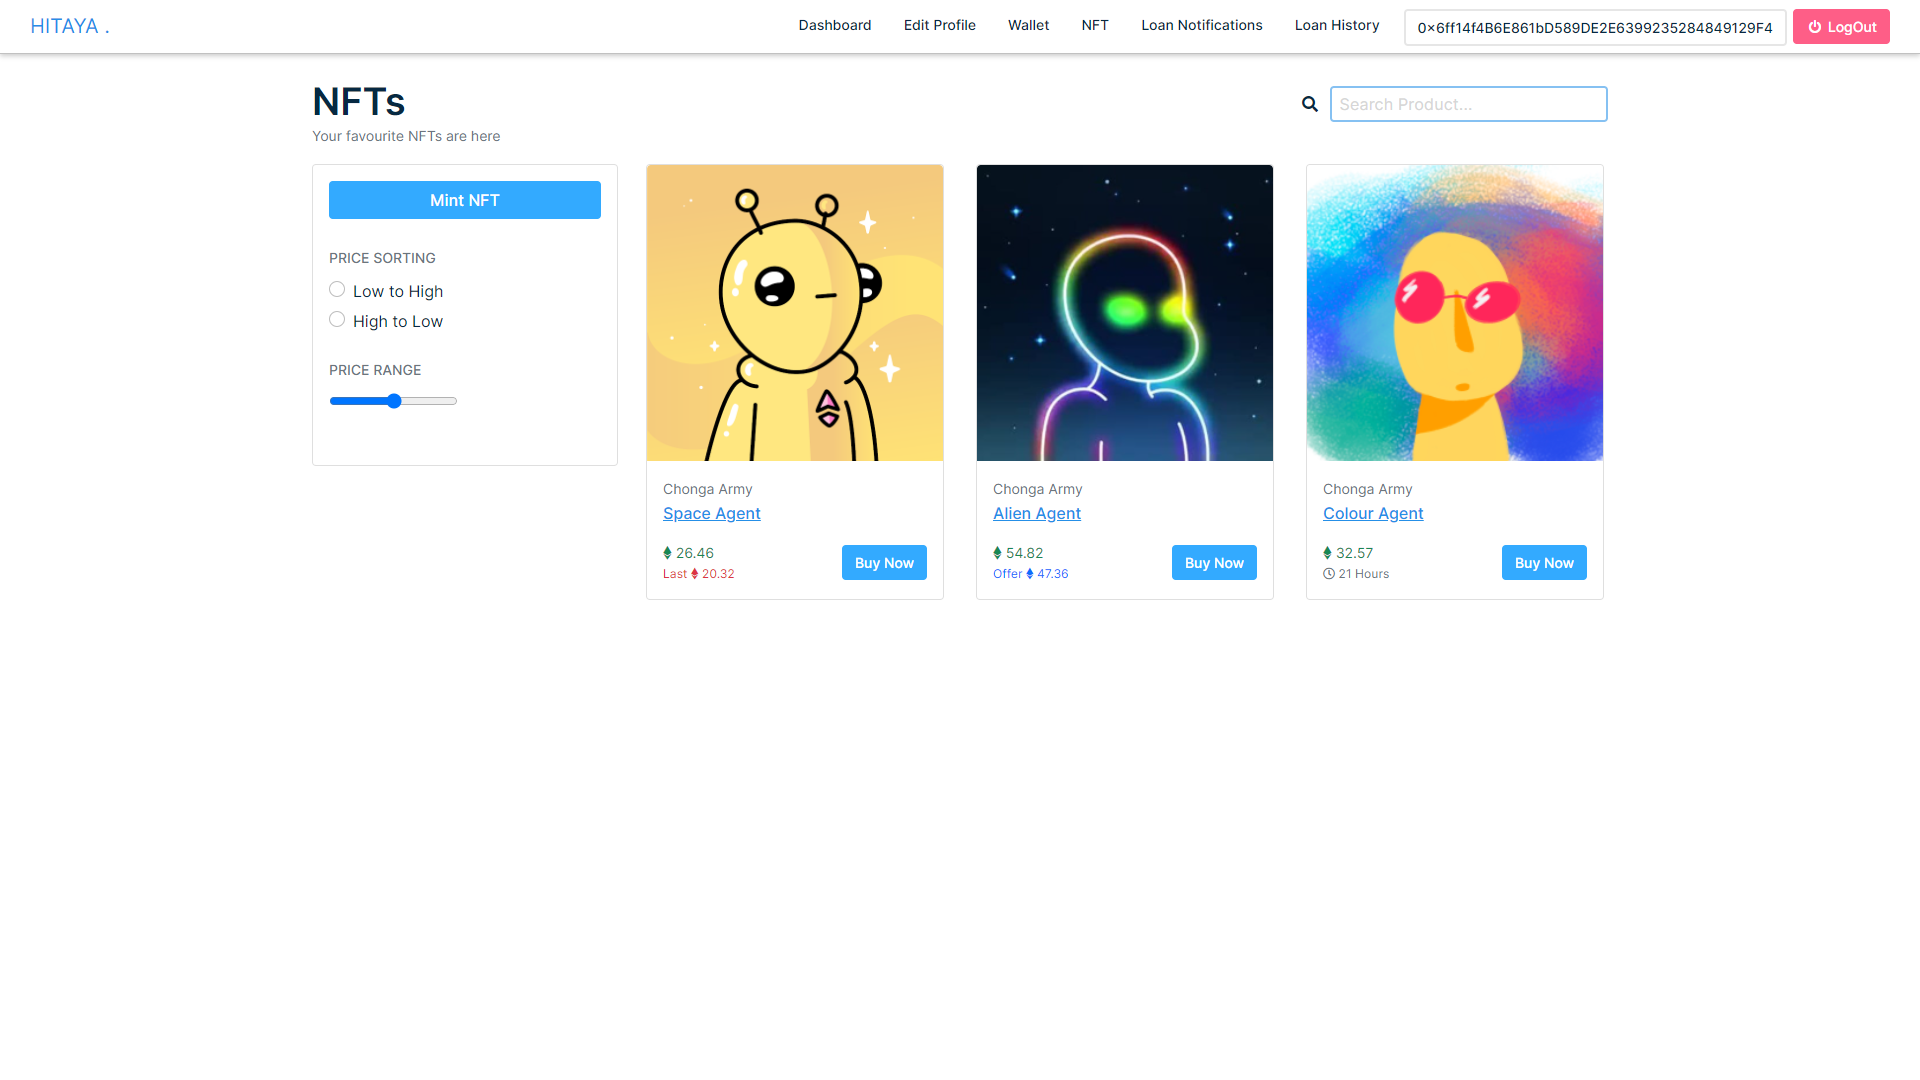 HITAYA .
Dashboard
Edit Profile
Wallet
NFT
Loan Notifications
Loan History
0x6ff14f4B6E861bD589DE2E6399235284849129F4
LogOut
NFTs
Your favourite NFTs are here
Search Product...
Mint NFT
PRICE SORTING
Low to High
High to Low
PRICE RANGE
Chonga Army
Space Agent
26.46
Last 20.32
Buy Now
Chonga Army
Alien Agent
54.82
Offer 47.36
Buy Now
Chonga Army
Colour Agent
32.57
21 Hours
Buy Now